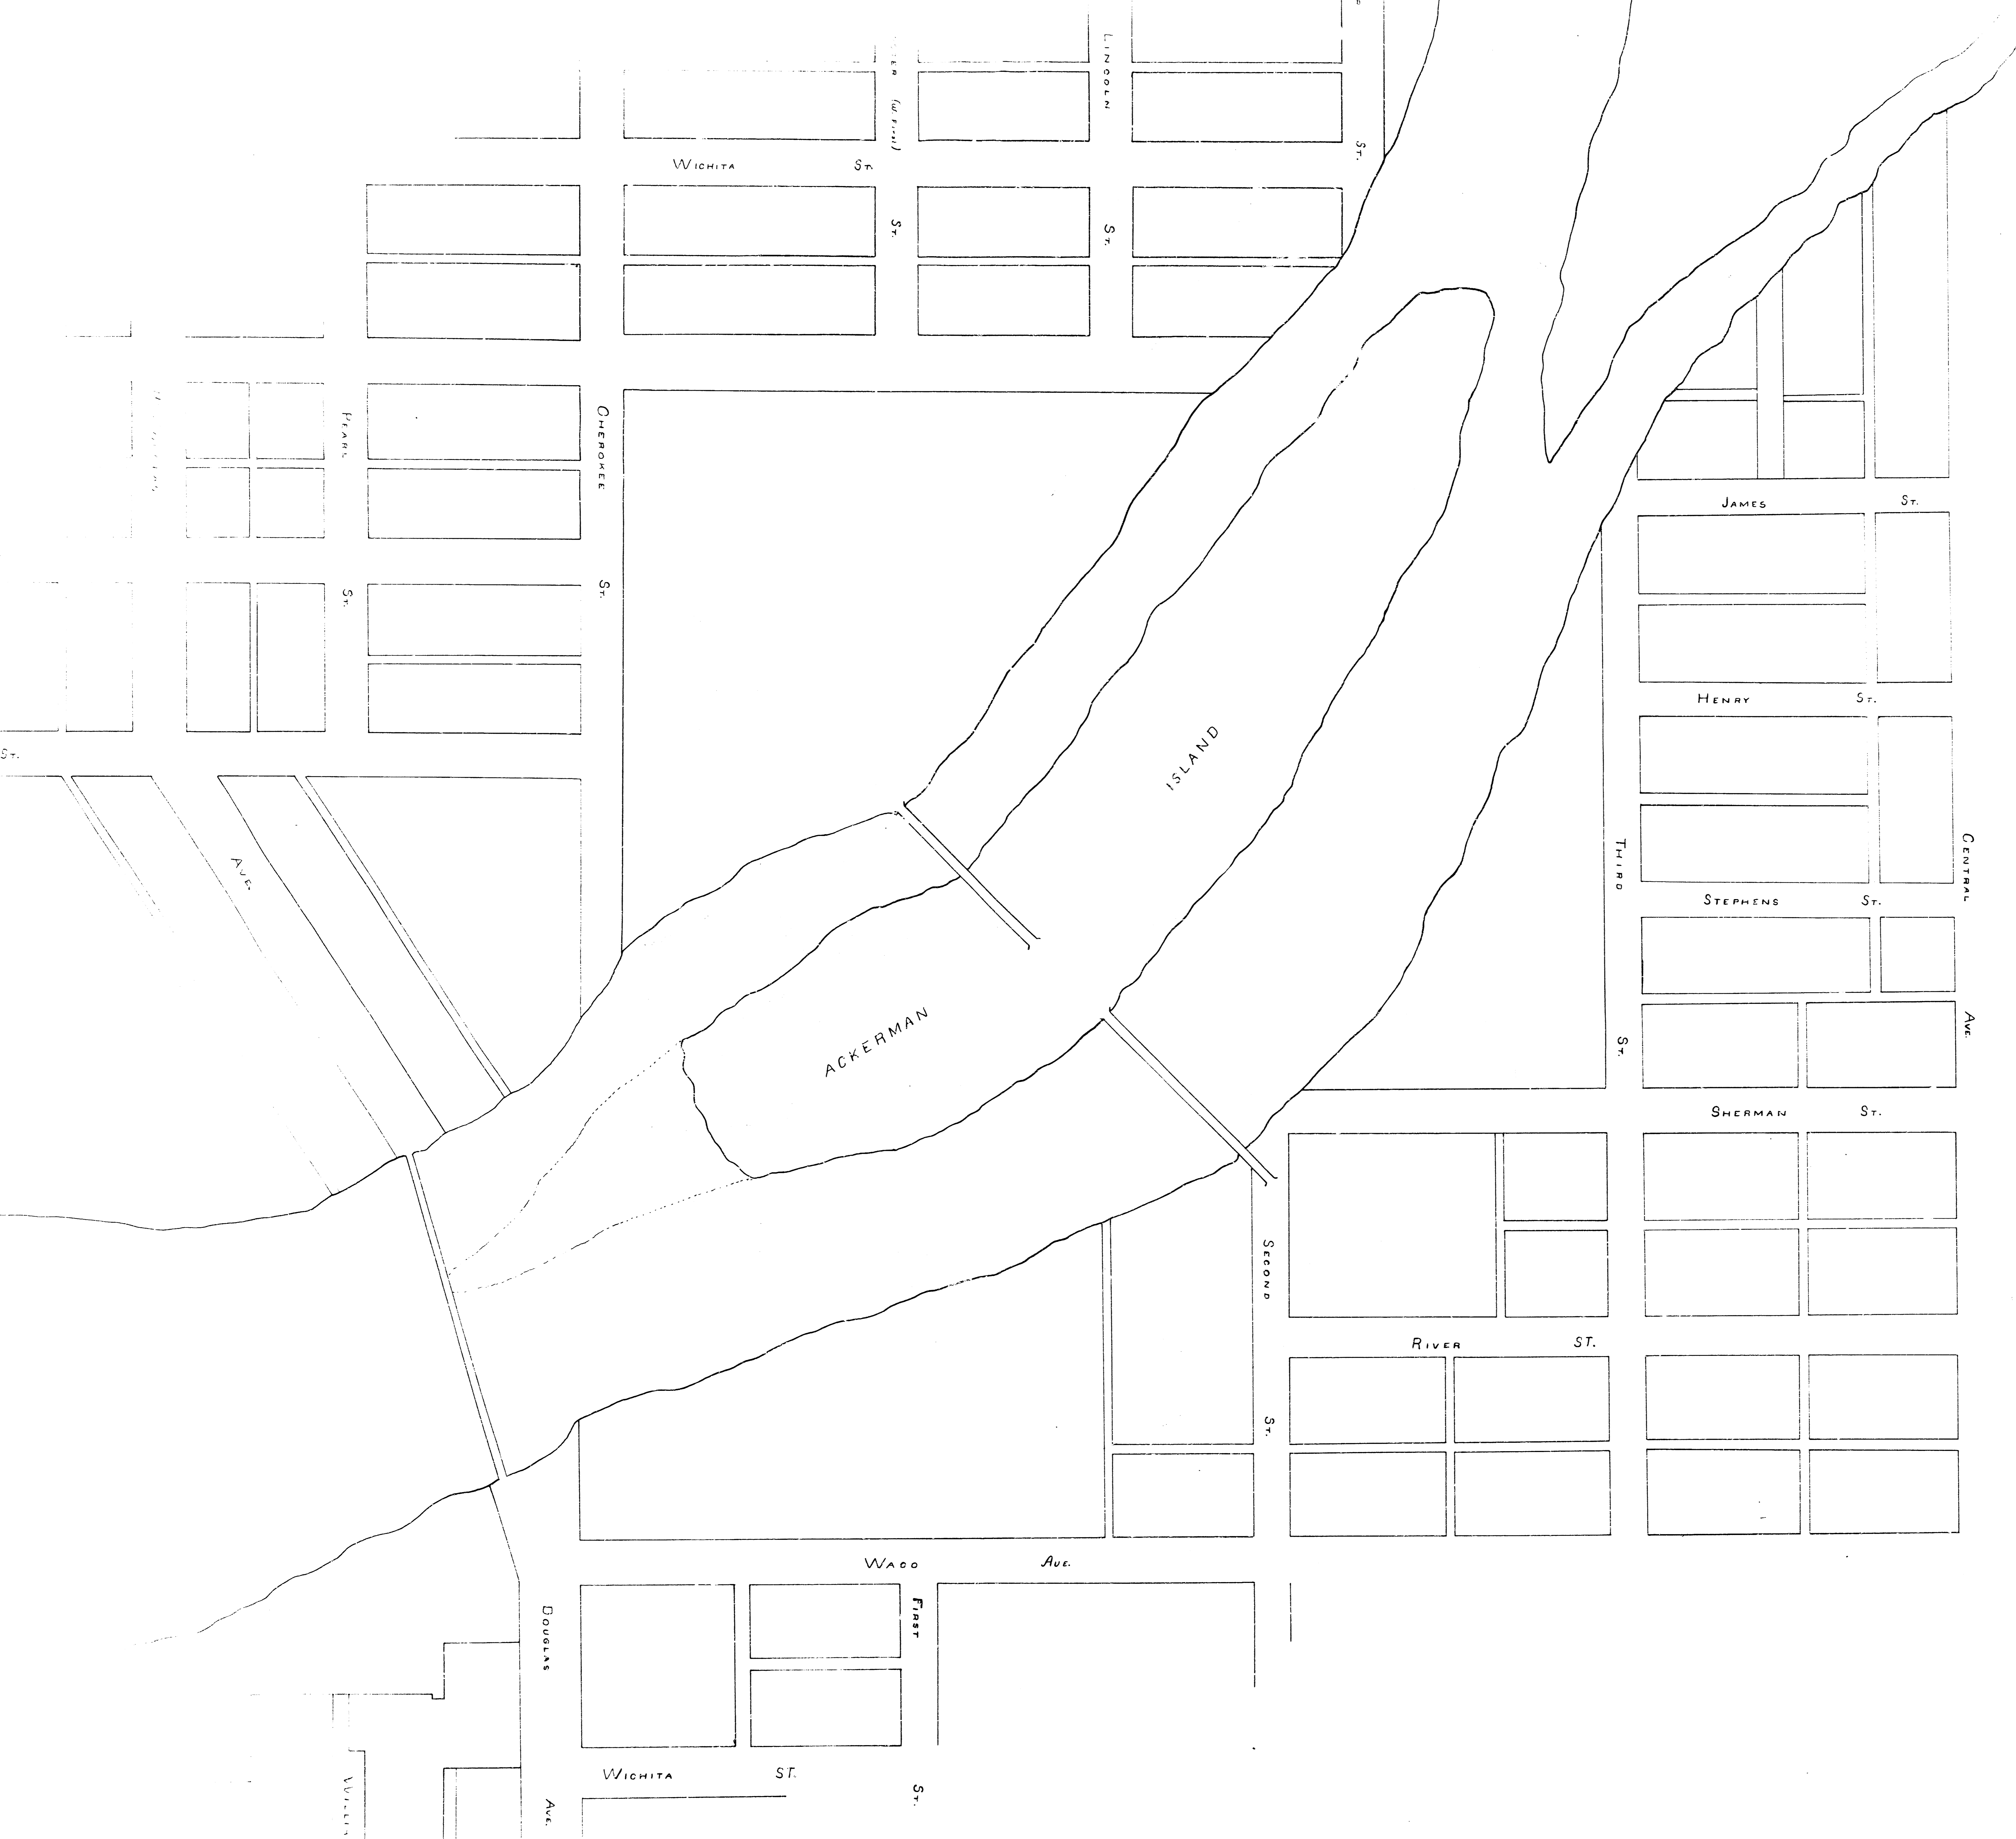 LINCOLN
ST.
WICHITA ST.
ST.
ST.
CHEROKEE
ST.
PEARL
ST.
JAMES ST.
HENRY ST.
ST.
ISLAND
THIRD
ST.
CENTRAL
AVE.
STEPHENS ST.
AVE.
ACKERMAN
SHERMAN ST.
SECOND
ST.
RIVER ST.
WACO AVE.
FIRST
ST.
DOUGLAS
AVE.
WICHITA ST.